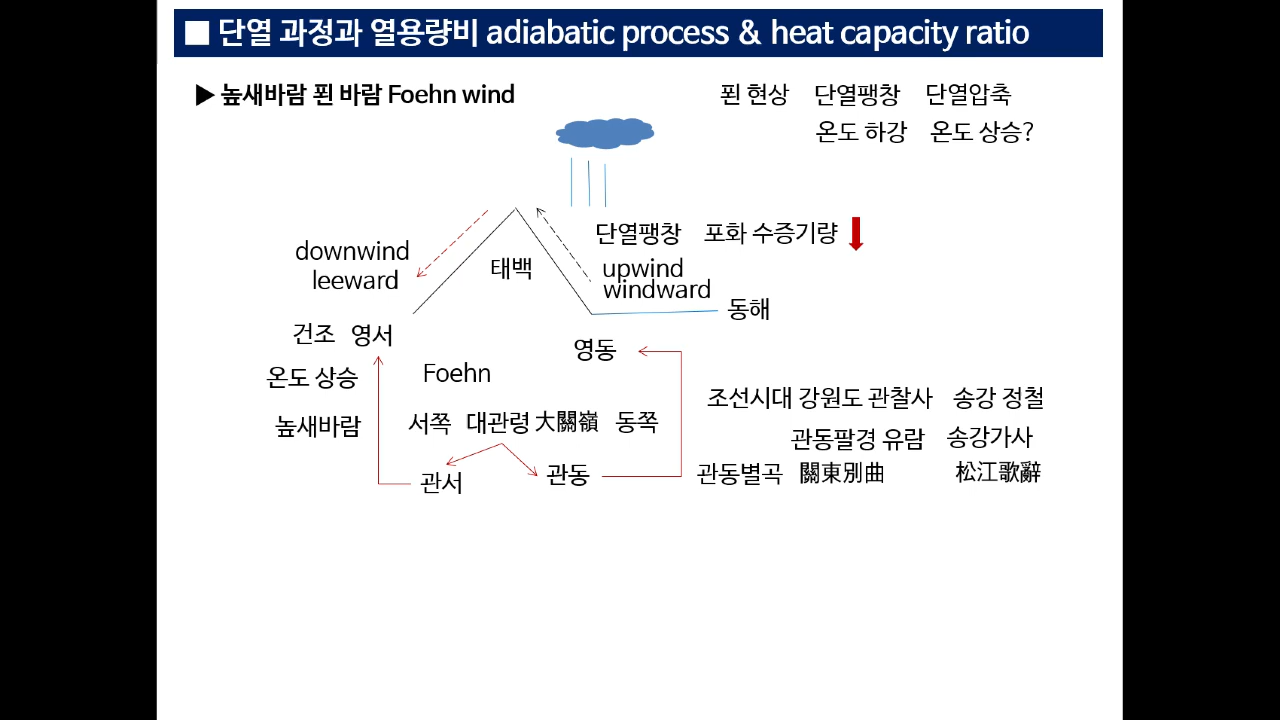 ■ 단열 과정과 열용량비 adiabatic process & heat capacity ratio
▶ 높새바람 푄 바람 Foehn wind
푄 현상 단열팽창 단열압축
온도 하강 온도 상승?
단열팽창 포화 수증기량
downwind
leeward
태백
upwind
windward
동해
건조 영서
영동
온도 상승
Foehn
높새바람
서쪽 대관령 大關嶺 동쪽
관서
관동
조선시대 강원도 관찰사 송강 정철
관동팔경 유람 송강가사
관동별곡 關東別曲 松江歌辭